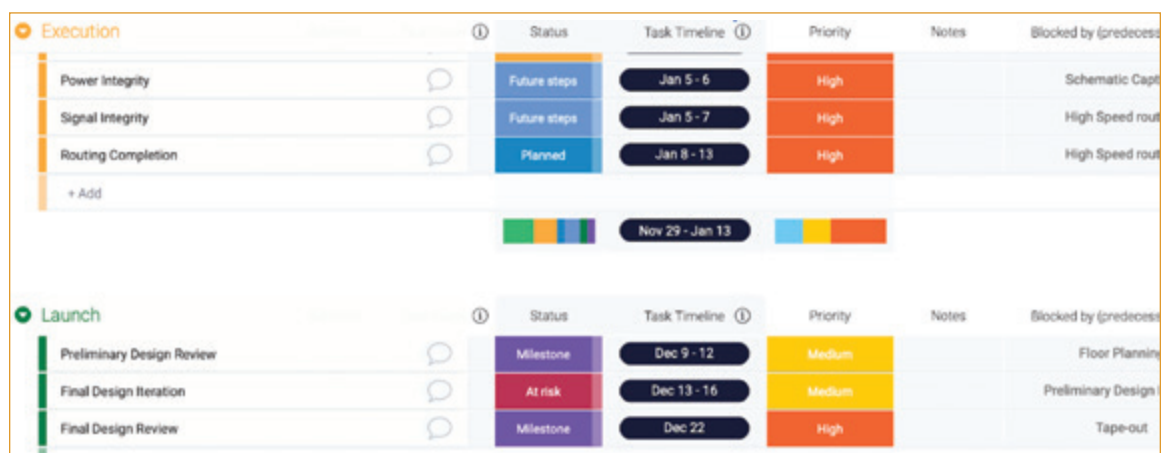 Execution Status Task Timeline Priority Notes Blocked by (predecess
Power Integrity Future steps Jan 5 - 6 High Schematic Capt
Signal Integrity Future steps Jan 5 - 7 High High Speed rout
Routing Completion Planned Jan 8 - 13 High High Speed rout
+ Add
Nov 29 - Jan 13
Launch Status Task Timeline Priority Notes Blocked by (predecess
Preliminary Design Review Milestone Dec 9 - 12 Medium Floor Planning
Final Design Iteration At risk Dec 13 - 16 Medium Preliminary Design
Final Design Review Milestone Dec 22 High Tape-out